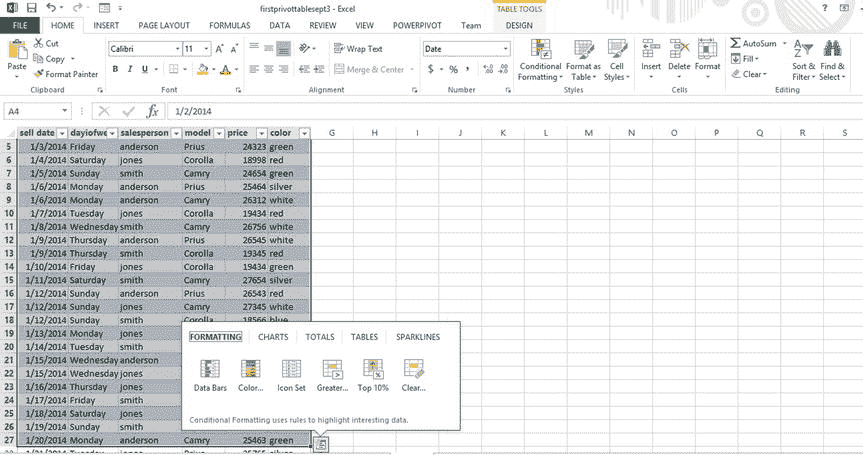 firstprivottablesept3 - Excel
TABLE TOOLS
FILE HOME INSERT PAGE LAYOUT FORMULAS DATA REVIEW VIEW POWERPIVOT Team DESIGN
Cut Calibri 11 Wrap Text Date AutoSum
Copy Fill
Format Painter B I U Merge & Center $ % Clear
Paste Conditional Formatting Format as Table Cell Styles Insert Delete Format Sort & Filter Find & Select
Clipboard Font Alignment Number Styles Cells Editing
A4 fx 1/2/2014
sell date dayiofwe salesperson model price color G H I J K L M N O P Q R S
5 1/3/2014 Friday anderson Prius 24323 green
6 1/4/2014 Saturday jones Corolla 18998 red
7 1/5/2014 Sunday smith Camry 24654 green
8 1/6/2014 Monday anderson Prius 25464 silver
9 1/6/2014 Monday anderson Camry 26312 white
10 1/7/2014 Tuesday jones Corolla 19434 red
11 1/8/2014 Wednesday smith Camry 26756 white
12 1/9/2014 Thursday anderson Prius 26545 white
13 1/9/2014 Thursday smith Corolla 19345 red
14 1/10/2014 Friday jones Corolla 19434 green
15 1/11/2014 Saturday smith Camry 27654 silver
16 1/12/2014 Sunday anderson Prius 26543 red
17 1/12/2014 Sunday jones Camry 27345 white
18 1/12/2014 Sunday smith Corolla 18566 blue
19 1/13/2014 Monday jones
20 1/14/2014 Tuesday smith
21 1/15/2014 Wednesday anderson
22 1/15/2014 Wednesday jones
23 1/16/2014 Thursday jones
24 1/17/2014 Friday smith
25 1/18/2014 Saturday jones
26 1/19/2014 Sunday smith
27 1/20/2014 Monday anderson Camry 25463 green
FORMATTING CHARTS TOTALS TABLES SPARKLINES
Data Bars Color... Icon Set Greater... Top 10% Clear...
Conditional Formatting uses rules to highlight interesting data.